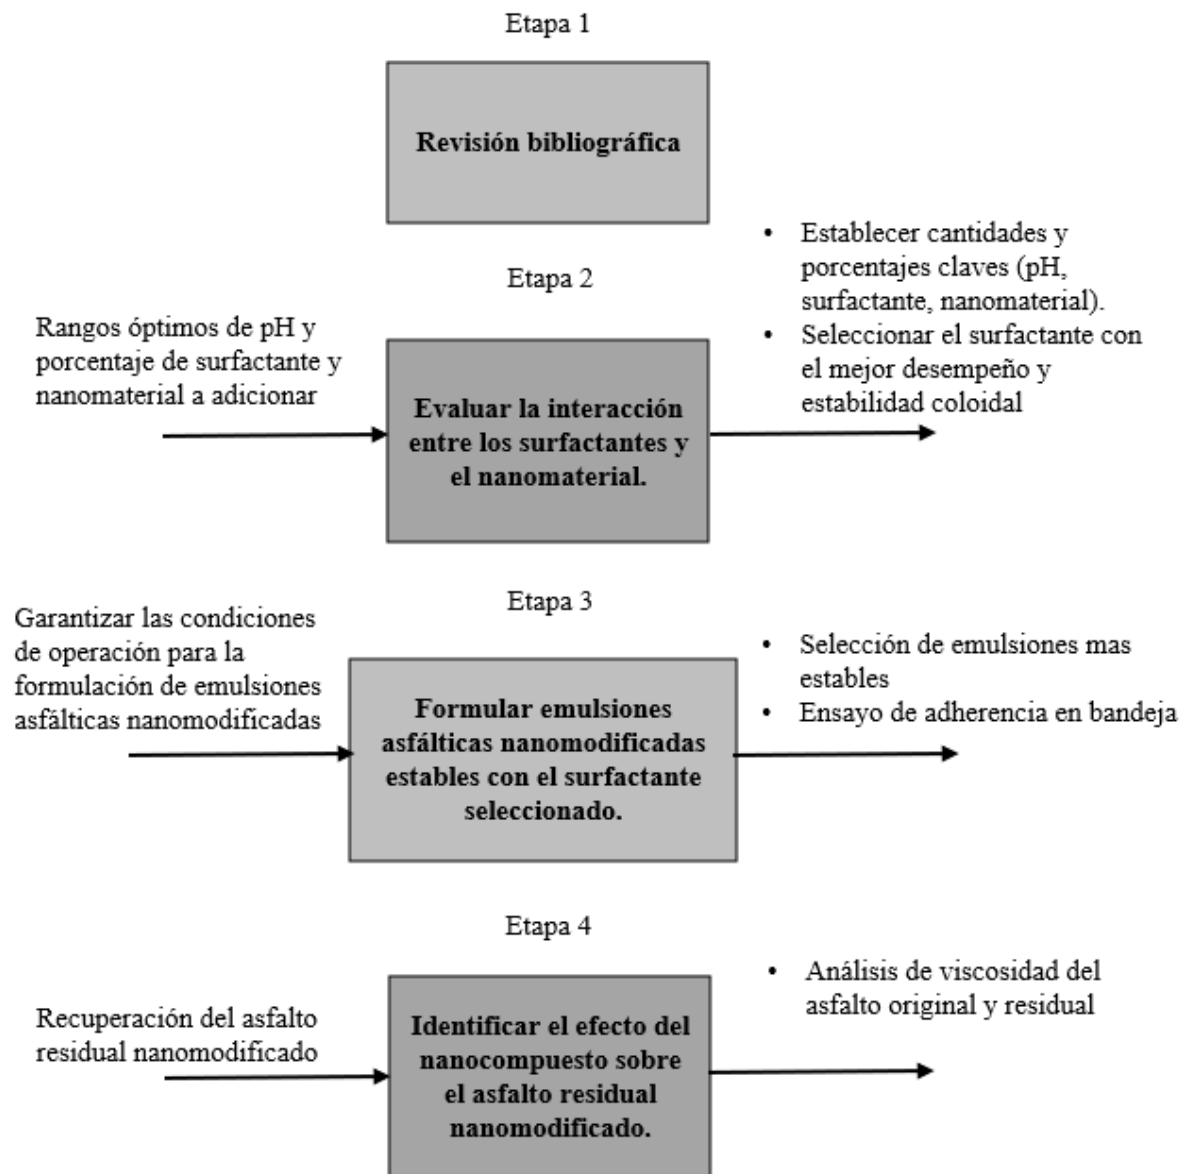 Etapa 1
Revisión bibliográfica
Etapa 2
Rangos óptimos de pH y
porcentaje de surfactante y
nanomaterial a adicionar
Evaluar la interacción
entre los surfactantes y
el nanomaterial.
• Establecer cantidades y
porcentajes claves (pH,
surfactante, nanomaterial).
• Seleccionar el surfactante con
el mejor desempeño y
estabilidad coloidal
Etapa 3
Garantizar las condiciones
de operación para la
formulación de emulsiones
asfálticas nanomodificadas
Formular emulsiones
asfálticas nanomodificadas
estables con el surfactante
seleccionado.
• Selección de emulsiones mas
estables
• Ensayo de adherencia en bandeja
Etapa 4
Recuperación del asfalto
residual nanomodificado
Identificar el efecto del
nanocompuesto sobre
el asfalto residual
nanomodificado.
• Análisis de viscosidad del
asfalto original y residual